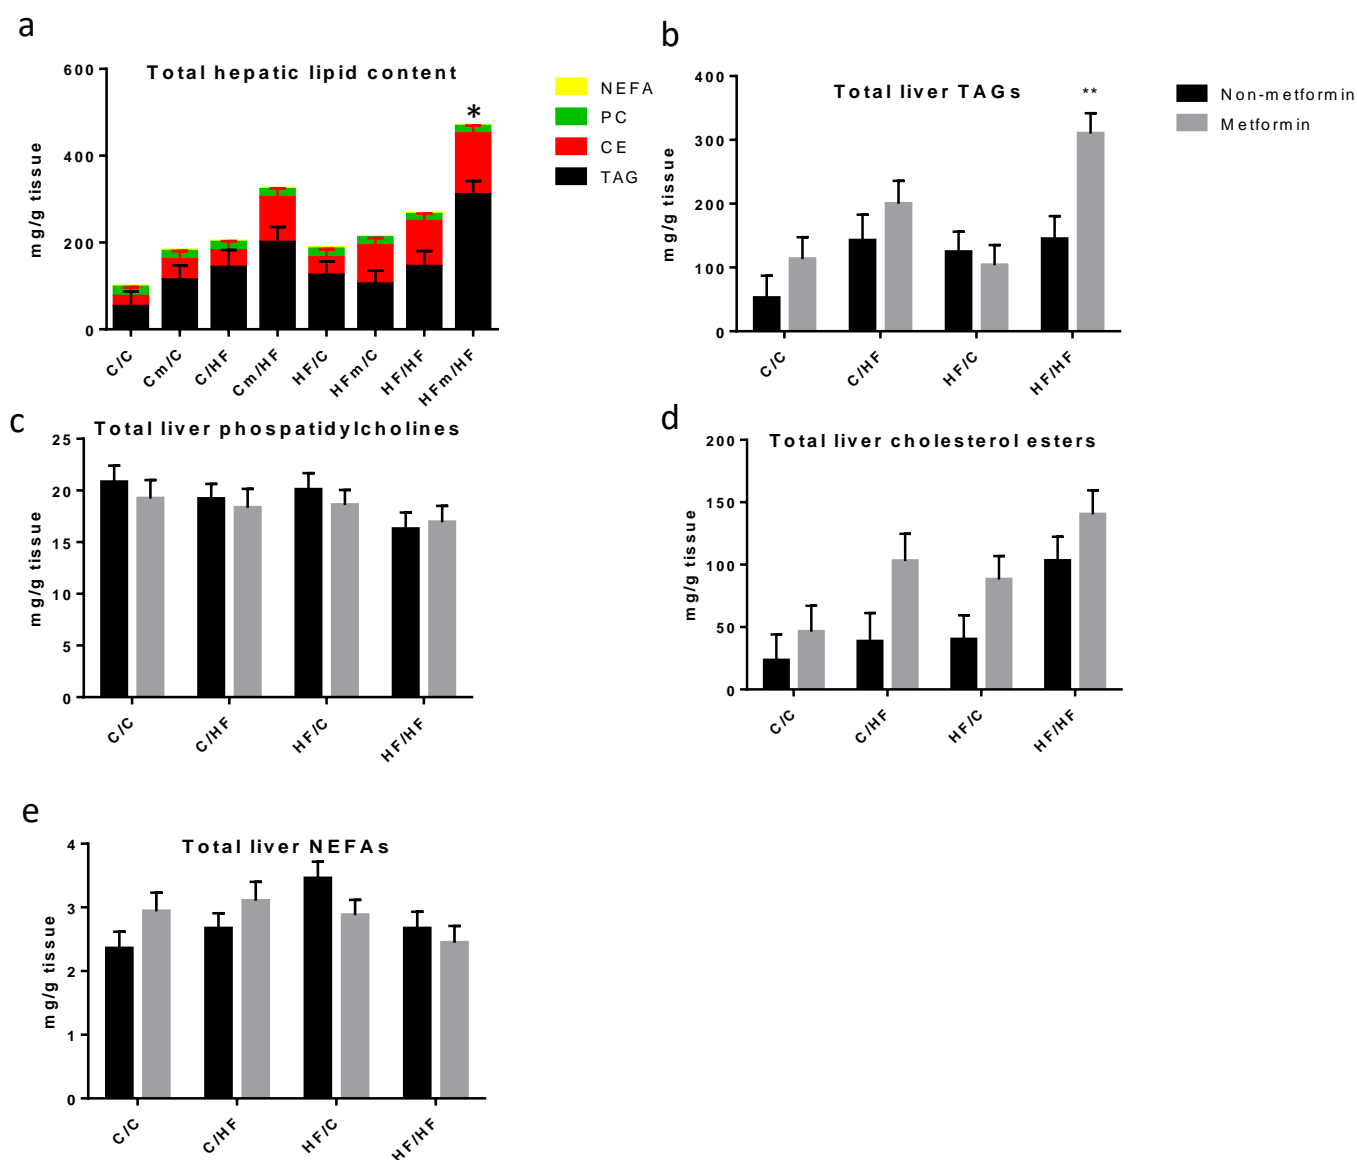 a
Total hepatic lipid content
mg/g tissue
600
400
200
0
*
C/C
Cm/C
C/HF
Cm/HF
HF/C
HFm/C
HF/HF
HFm/HF
NEFA
PC
CE
TAG
b
Total liver TAGs
mg/g tissue
400
300
200
100
0
**
C/C
C/HF
HF/C
HF/HF
Non-metformin
Metformin
c
Total liver phospatidylcholines
mg/g tissue
25
20
15
10
5
0
C/C
C/HF
HF/C
HF/HF
d
Total liver cholesterol esters
mg/g tissue
200
150
100
50
0
C/C
C/HF
HF/C
HF/HF
e
Total liver NEFAs
mg/g tissue
4
3
2
1
0
C/C
C/HF
HF/C
HF/HF